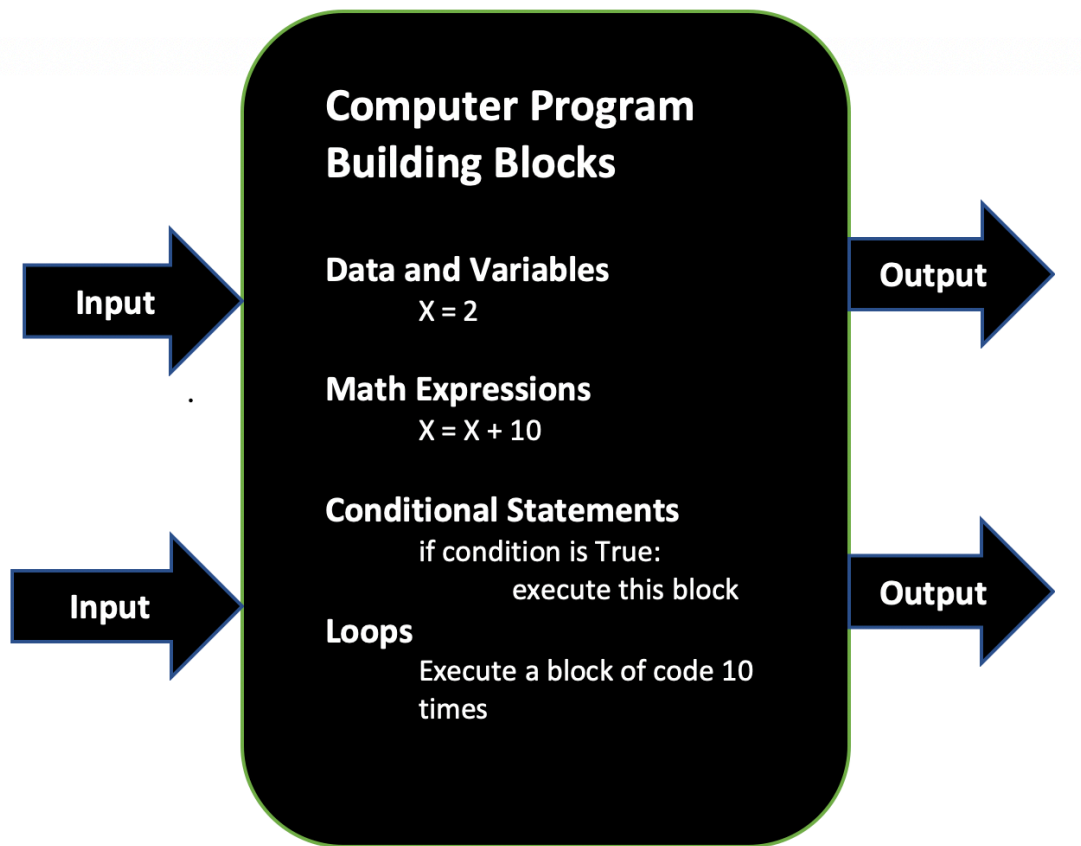 Computer Program
Building Blocks
Data and Variables
X = 2
Math Expressions
X = X + 10
Conditional Statements
if condition is True:
execute this block
Loops
Execute a block of code 10
times
Input
Input
Output
Output